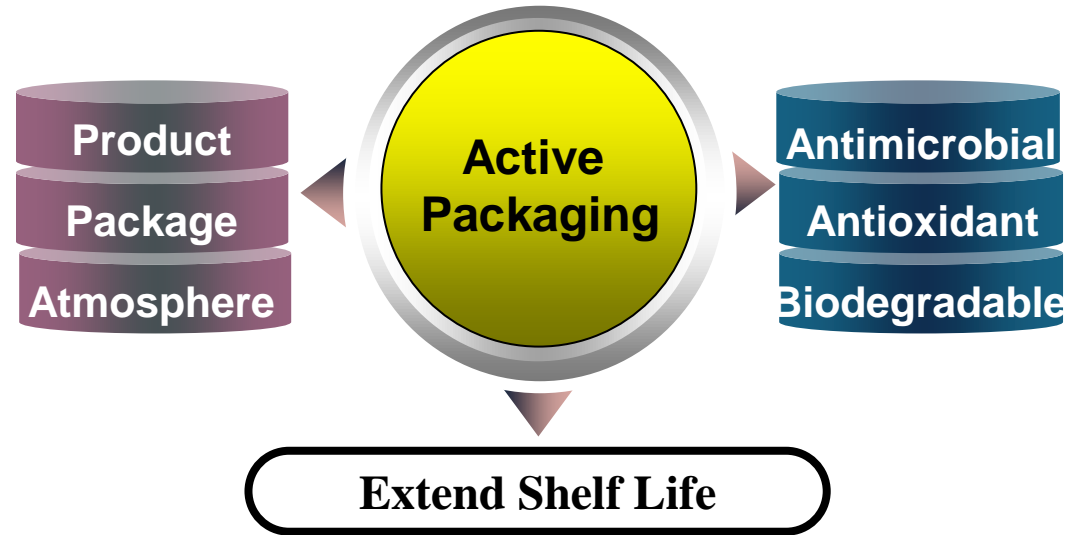 Product
Package
Atmosphere
Active
Packaging
Antimicrobial
Antioxidant
Biodegradable
Extend Shelf Life